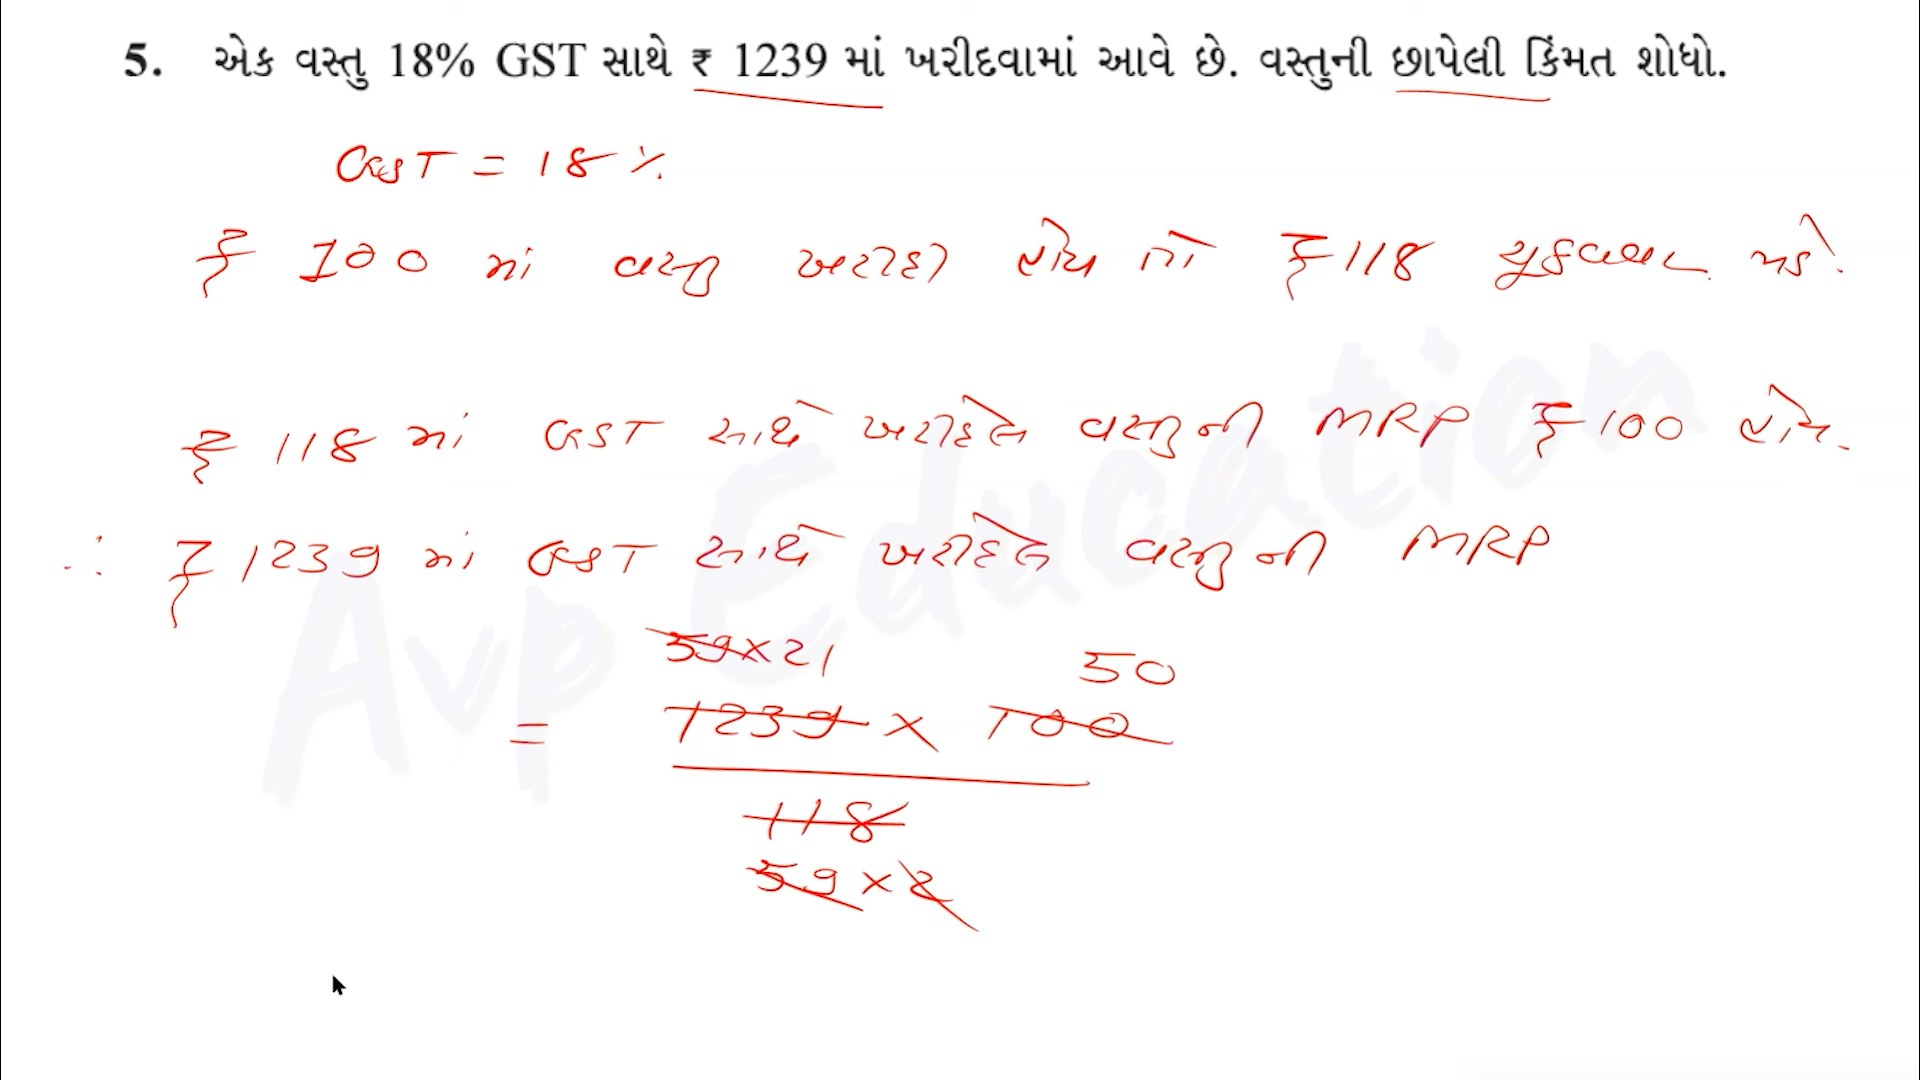 5. એક વસ્તુ 18% GST સાથે ₹ 1239 માં ખરીદવામાં આવે છે. વસ્તુની છાપેલી કિંમત શોધો.
GST = 18 %
₹ 100 માં વસ્તુ ખરીદી હોય તો ₹ 118 ચુકવવા પડે.
₹ 118 માં GST સાથે ખરીદેલ વસ્તુ ની MRP ₹ 100 હોય.
∴ ₹ 1239 માં GST સાથે ખરીદેલ વસ્તુ ની MRP
59 × 21 50
= 1239 × 100
118
59 × 2
Avp Education